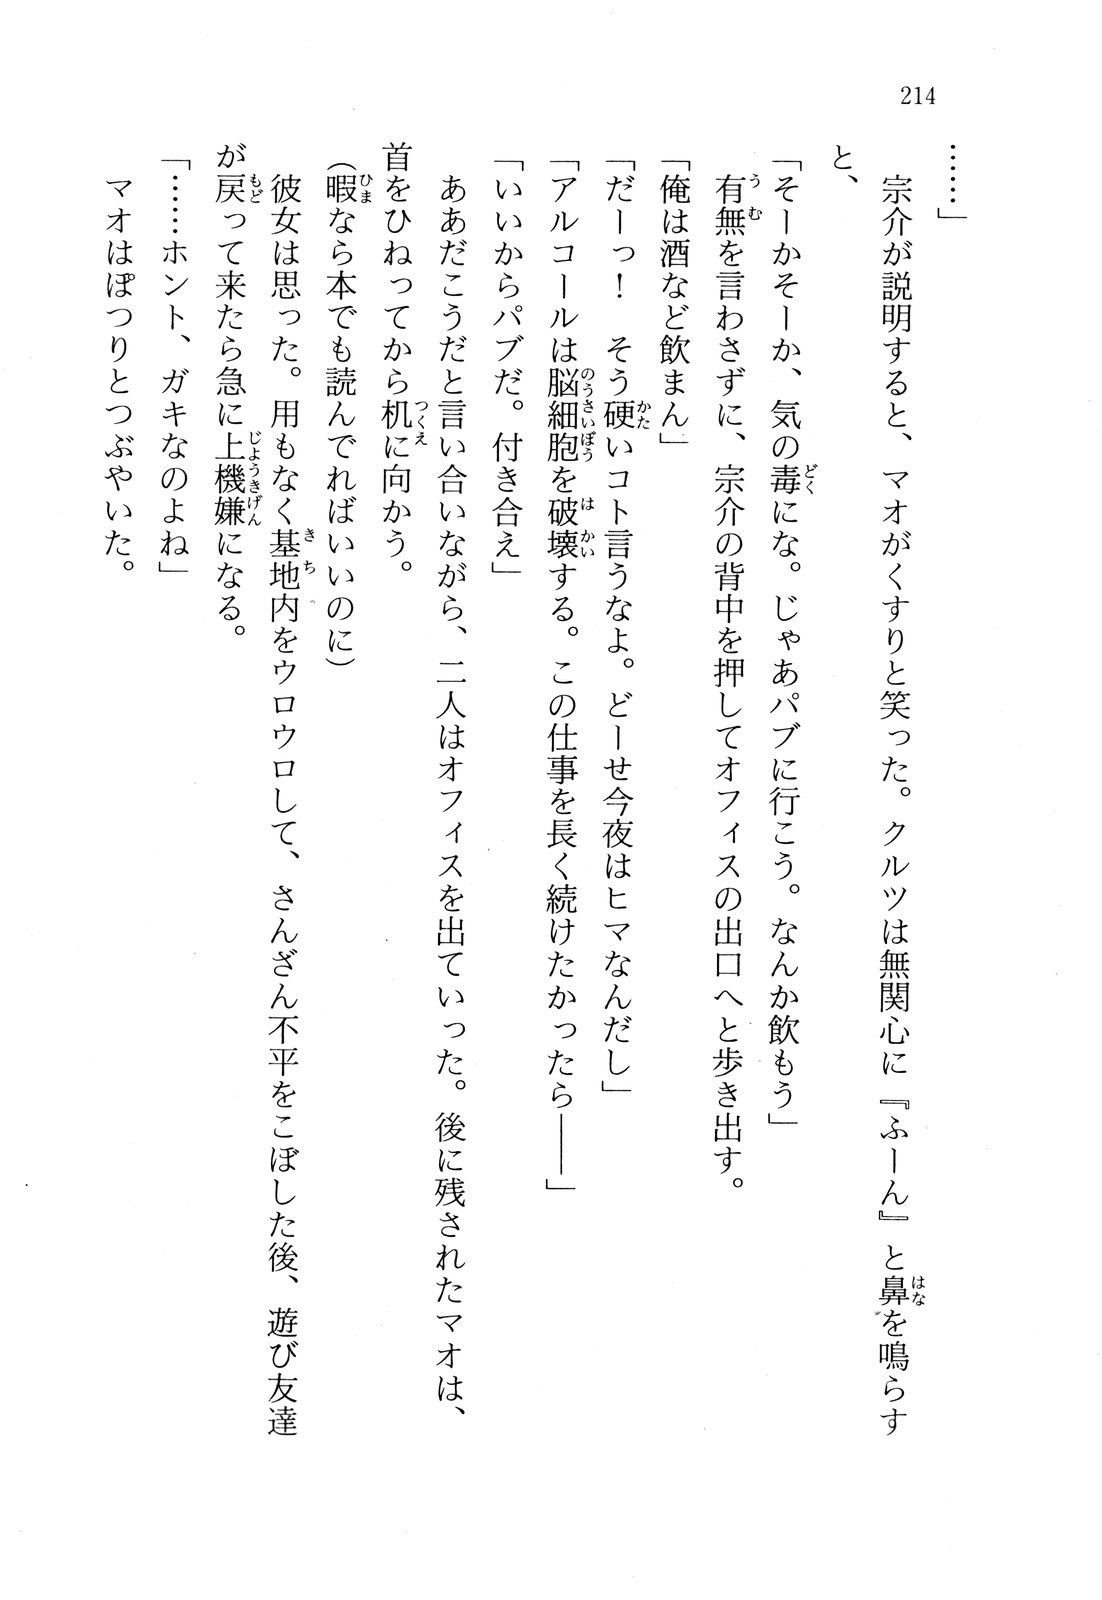 214
……」
　宗介が説明すると、マオがくすりと笑った。クルツは無関心に『ふーん』と鼻を鳴らす
と、
「そーかそーか、気の毒にな。じゃあパブに行こう。なんか飲もう」
　有無を言わさずに、宗介の背中を押してオフィスの出口へと歩き出す。
「俺は酒など飲まん」
「だーっ！　そう硬いコト言うなよ。どーせ今夜はヒマなんだし」
「アルコールは脳細胞を破壊する。この仕事を長く続けたかったら――」
「いいからパブだ。付き合え」
　ああだこうだと言い合いながら、二人はオフィスを出ていった。後に残されたマオは、
首をひねってから机に向かう。
（暇なら本でも読んでればいいのに）
　彼女は思った。用もなく基地内をウロウロして、さんざん不平をこぼした後、遊び友達
が戻って来たら急に上機嫌になる。
「……ホント、ガキなのよね」
　マオはぽつりとつぶやいた。